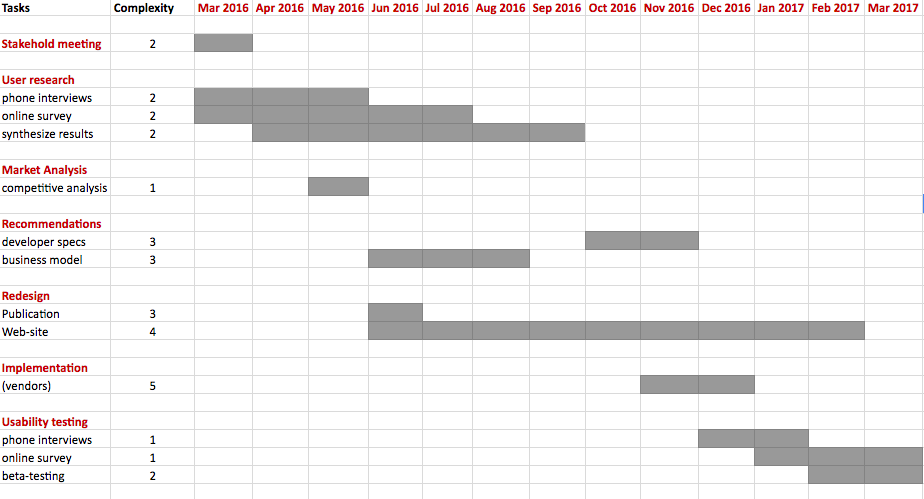 Tasks Complexity Mar 2016 Apr 2016 May 2016 Jun 2016 Jul 2016 Aug 2016 Sep 2016 Oct 2016 Nov 2016 Dec 2016 Jan 2017 Feb 2017 Mar 2017
Stakehold meeting 2
User research
phone interviews 2
online survey 2
synthesize results 2
Market Analysis
competitive analysis 1
Recommendations
developer specs 3
business model 3
Redesign
Publication 3
Web-site 4
Implementation
(vendors) 5
Usability testing
phone interviews 1
online survey 1
beta-testing 2